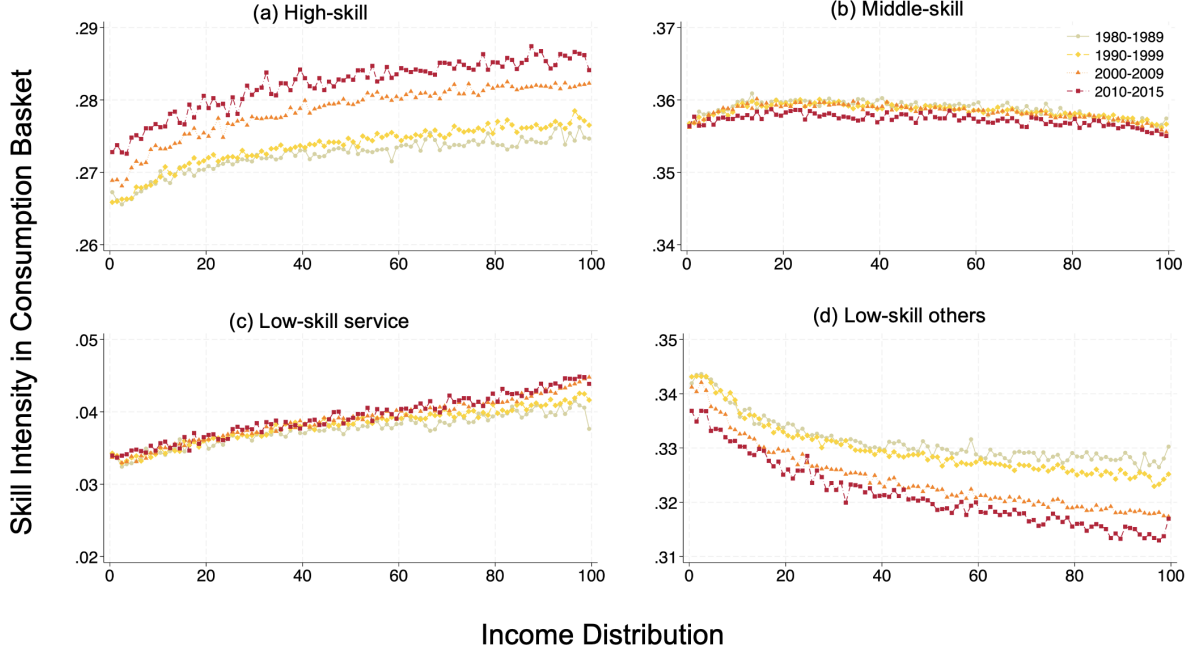 Skill Intensity in Consumption Basket
(a) High-skill
.29
.28
.27
.26
0 20 40 60 80 100
(b) Middle-skill
.37
.36
.35
.34
0 20 40 60 80 100
1980-1989
1990-1999
2000-2009
2010-2015
(c) Low-skill service
.05
.04
.03
.02
0 20 40 60 80 100
(d) Low-skill others
.35
.34
.33
.32
.31
0 20 40 60 80 100
Income Distribution